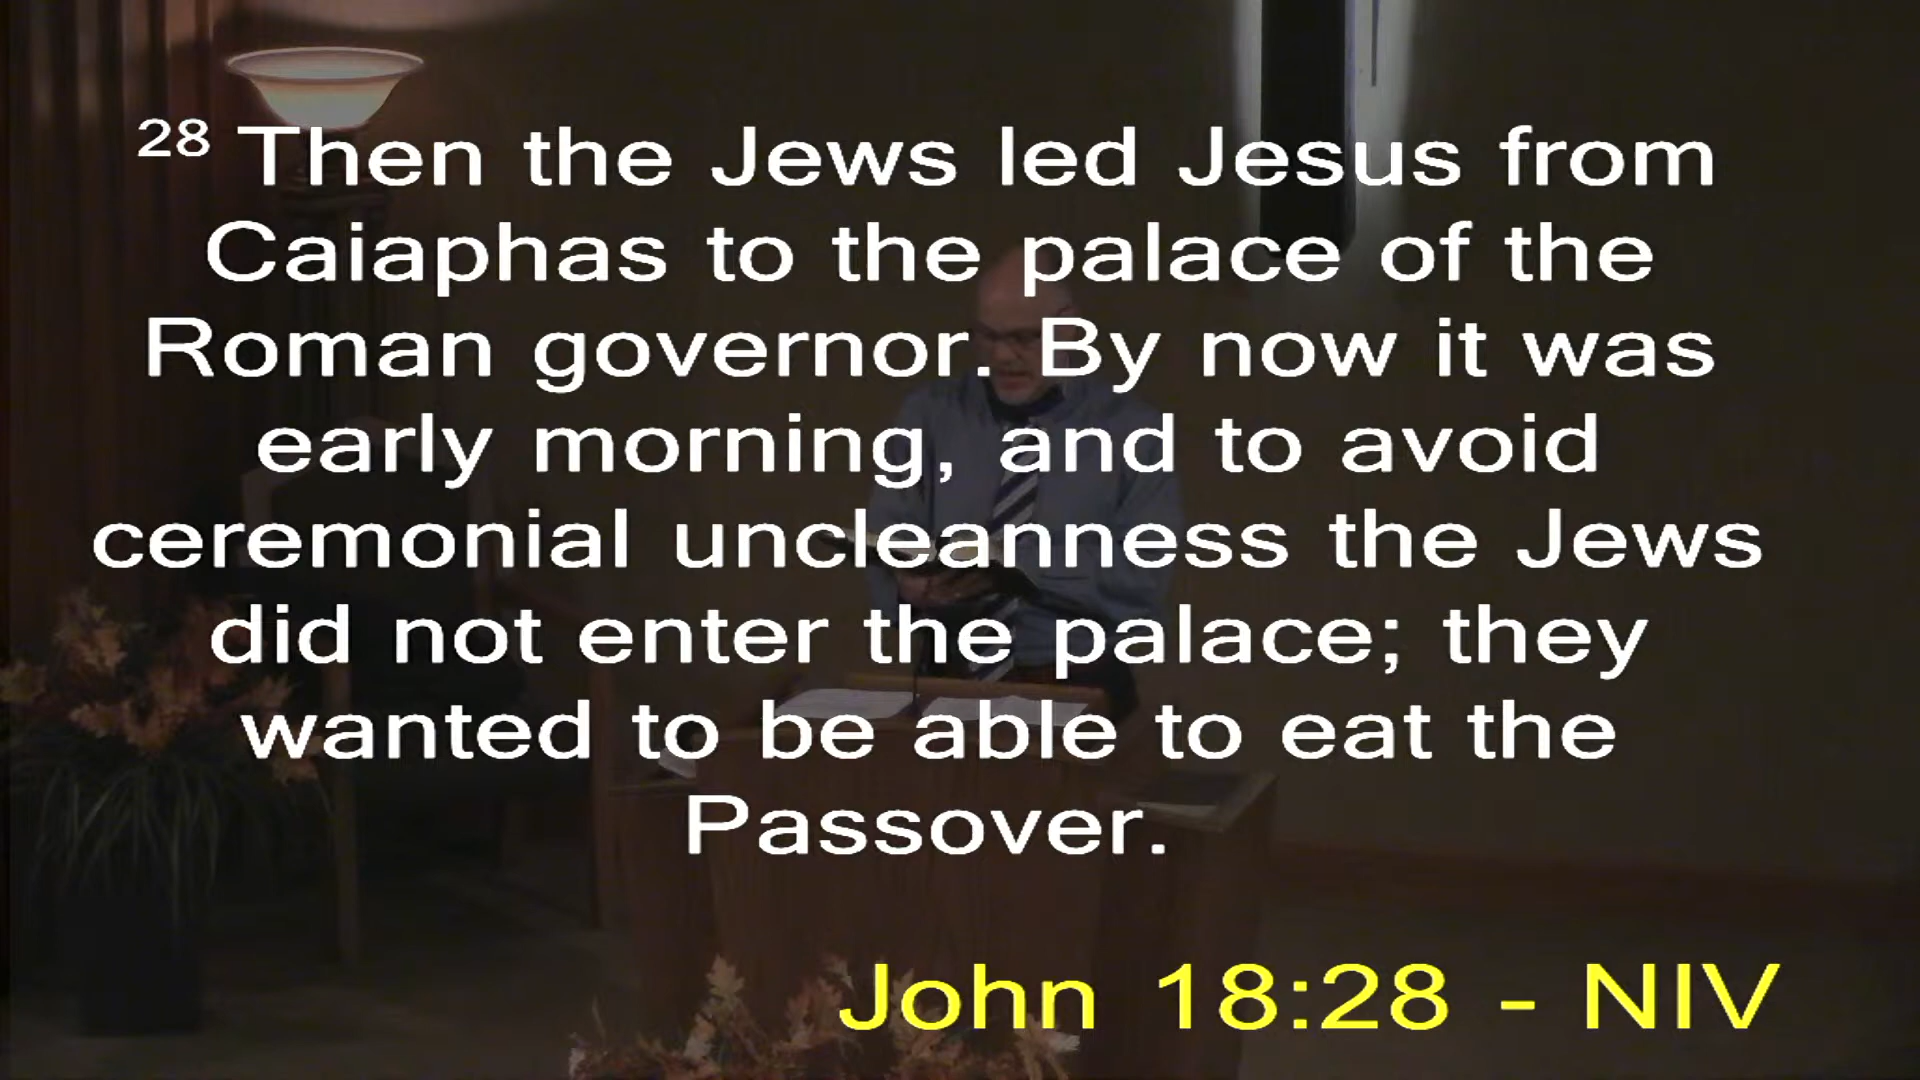 28 Then the Jews led Jesus from
Caiaphas to the palace of the
Roman governor. By now it was
early morning, and to avoid
ceremonial uncleanness the Jews
did not enter the palace; they
wanted to be able to eat the
Passover.
John 18:28 - NIV